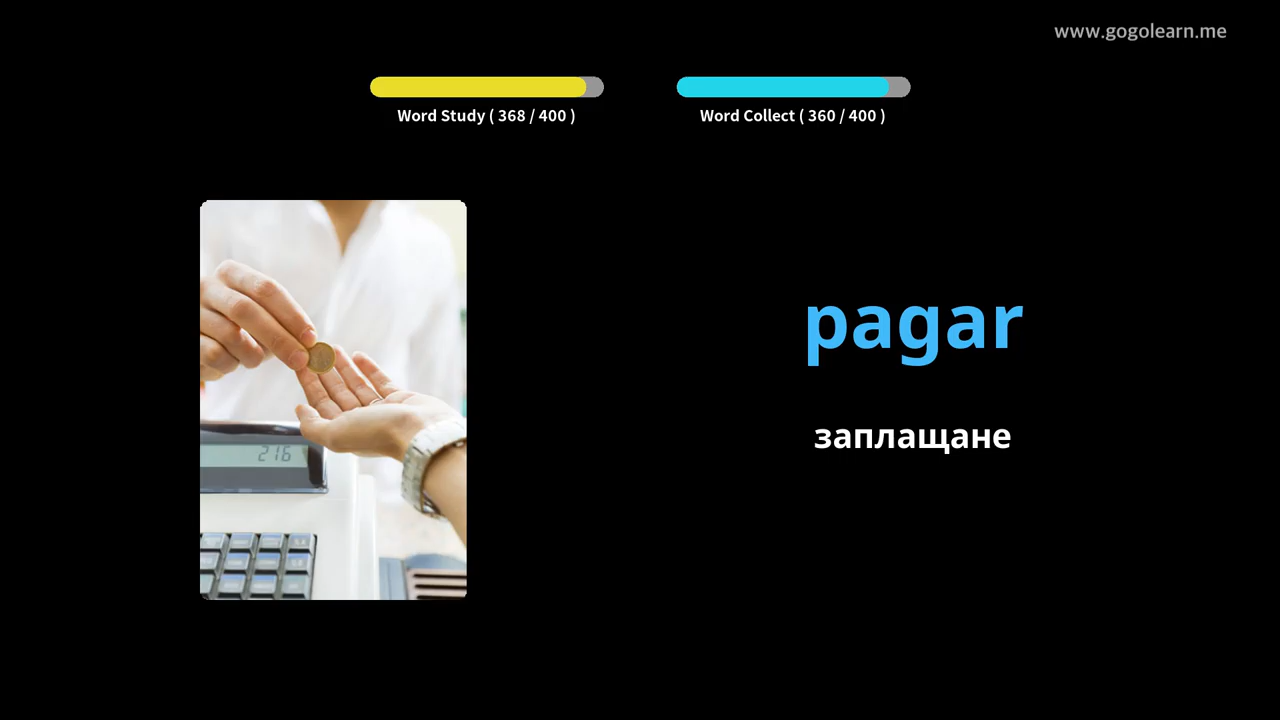 www.gogolearn.me
Word Study ( 368 / 400 )
Word Collect ( 360 / 400 )
216
pagar
заплащане